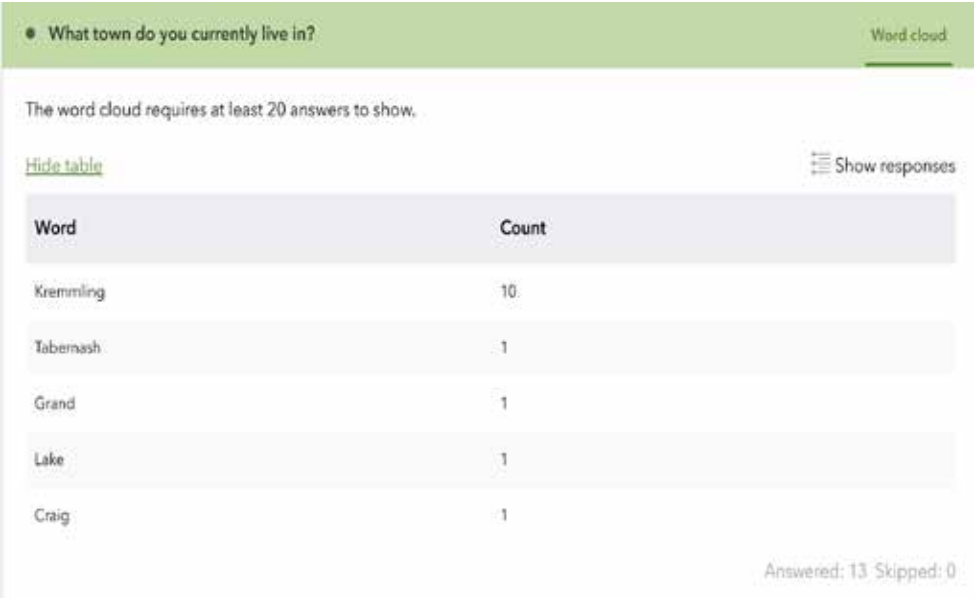 What town do you currently live in?
Word cloud
The word cloud requires at least 20 answers to show.
Hide table
Show responses
Word Count
Kremmling 10
Tabernash 1
Grand 1
Lake 1
Craig 1
Answered: 13 Skipped: 0